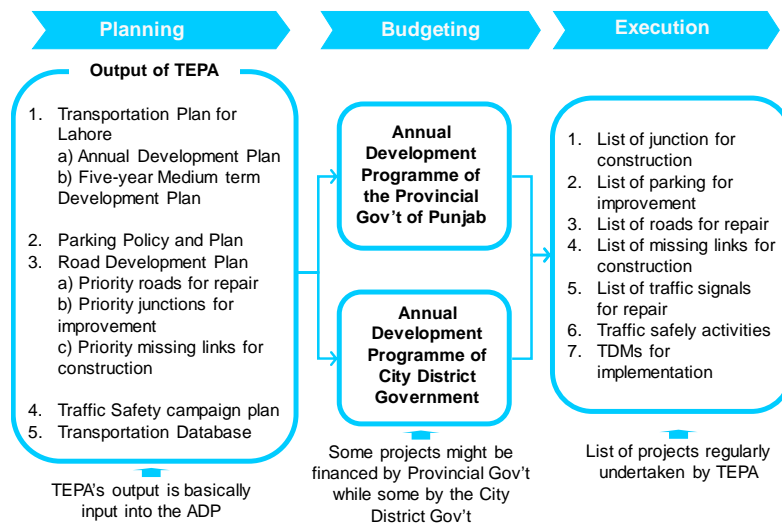 Planning
Budgeting
Execution
Output of TEPA
1. Transportation Plan for
Lahore
a) Annual Development Plan
b) Five-year Medium term
Development Plan
2. Parking Policy and Plan
3. Road Development Plan
a) Priority roads for repair
b) Priority junctions for
improvement
c) Priority missing links for
construction
4. Traffic Safety campaign plan
5. Transportation Database
TEPA's output is basically
input into the ADP
Annual
Development
Programme of
the Provincial
Gov't of Punjab
Annual
Development
Programme of
City District
Government
Some projects might be
financed by Provincial Gov't
while some by the City
District Gov't
1. List of junction for
construction
2. List of parking for
improvement
3. List of roads for repair
4. List of missing links for
construction
5. List of traffic signals
for repair
6. Traffic safely activities
7. TDMs for
implementation
List of projects regularly
undertaken by TEPA